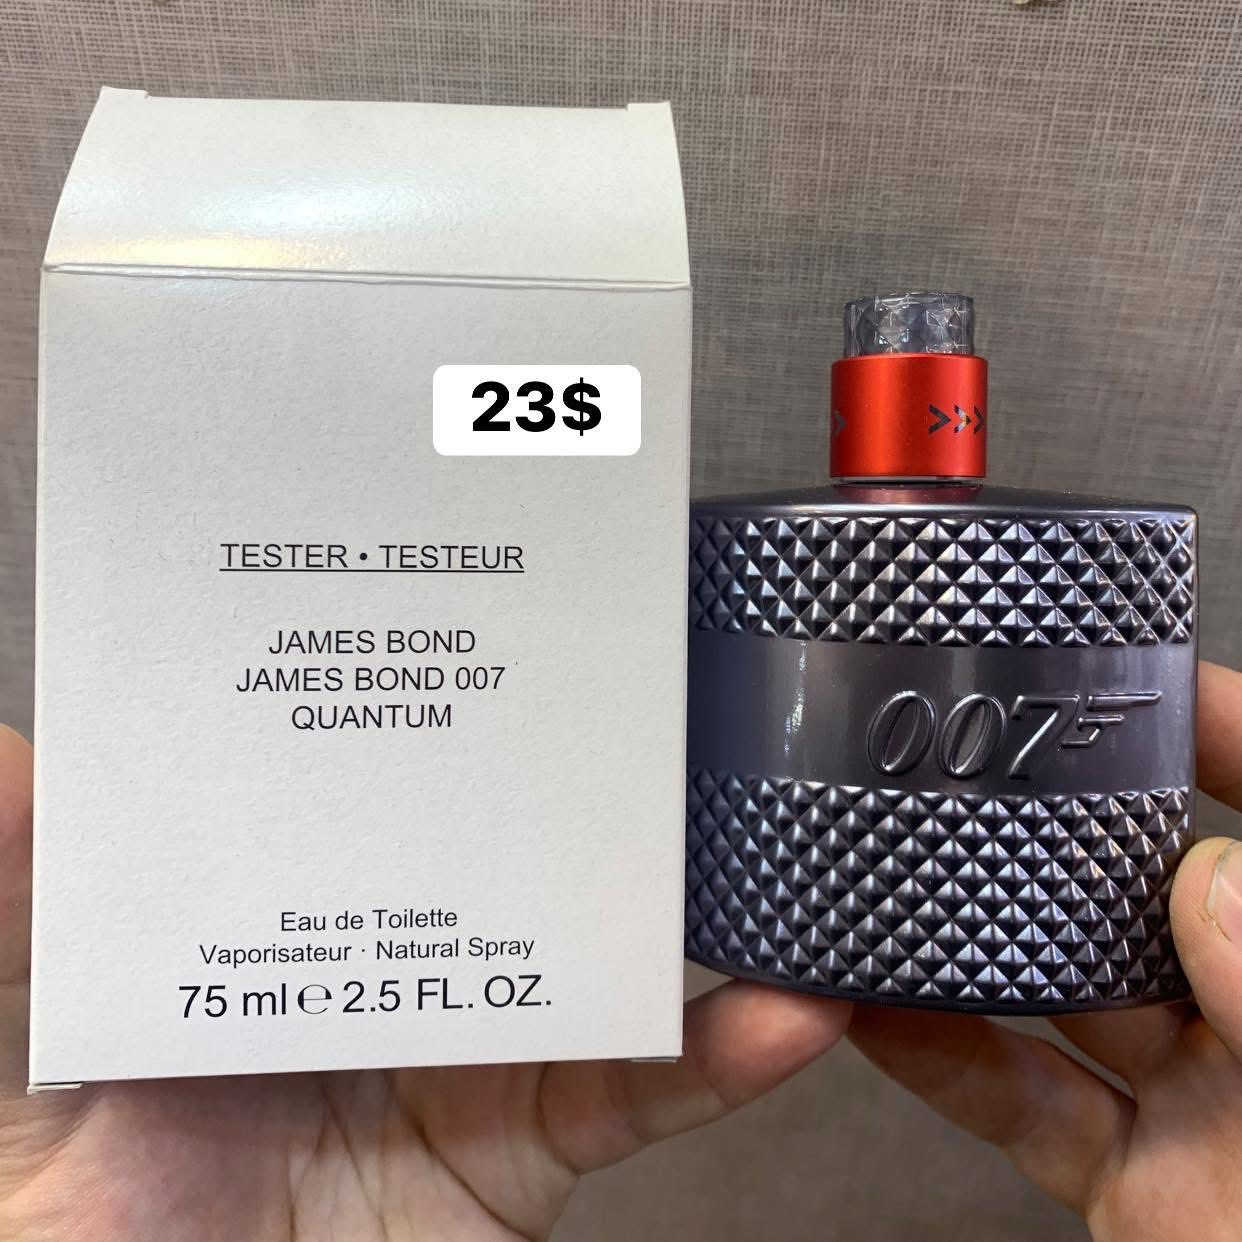 23$
TESTER • TESTEUR
JAMES BOND
JAMES BOND 007
QUANTUM
Eau de Toilette
Vaporisateur · Natural Spray
75 ml ℮ 2.5 FL. OZ.
007